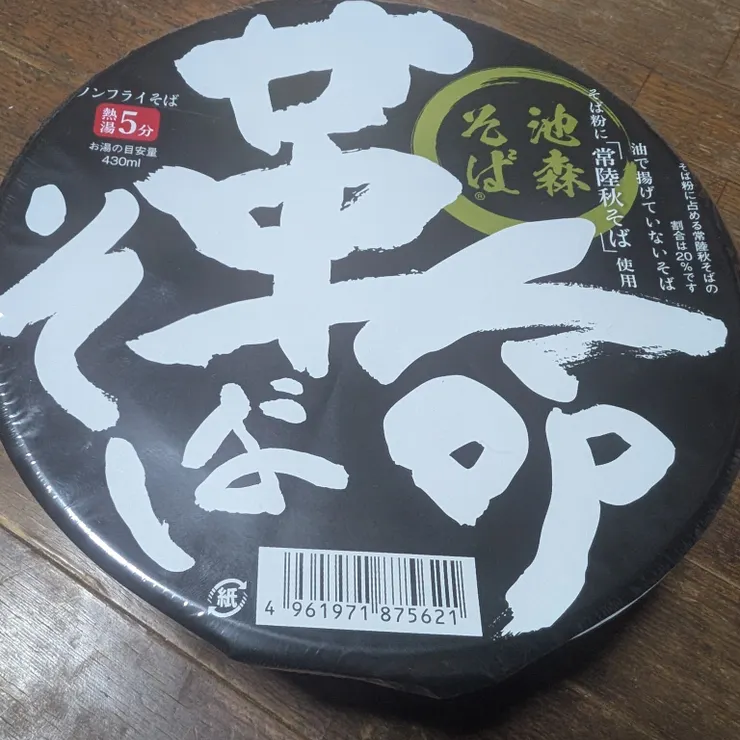 革命
そば
ノンフライそば
熱湯5分
お湯の目安量
430ml
池森
そば®
そば粉に「常陸秋そば」使用
油で揚げていないそば
そば粉に占める常陸秋そばの
割合は20%です
紙
4 961971 875621